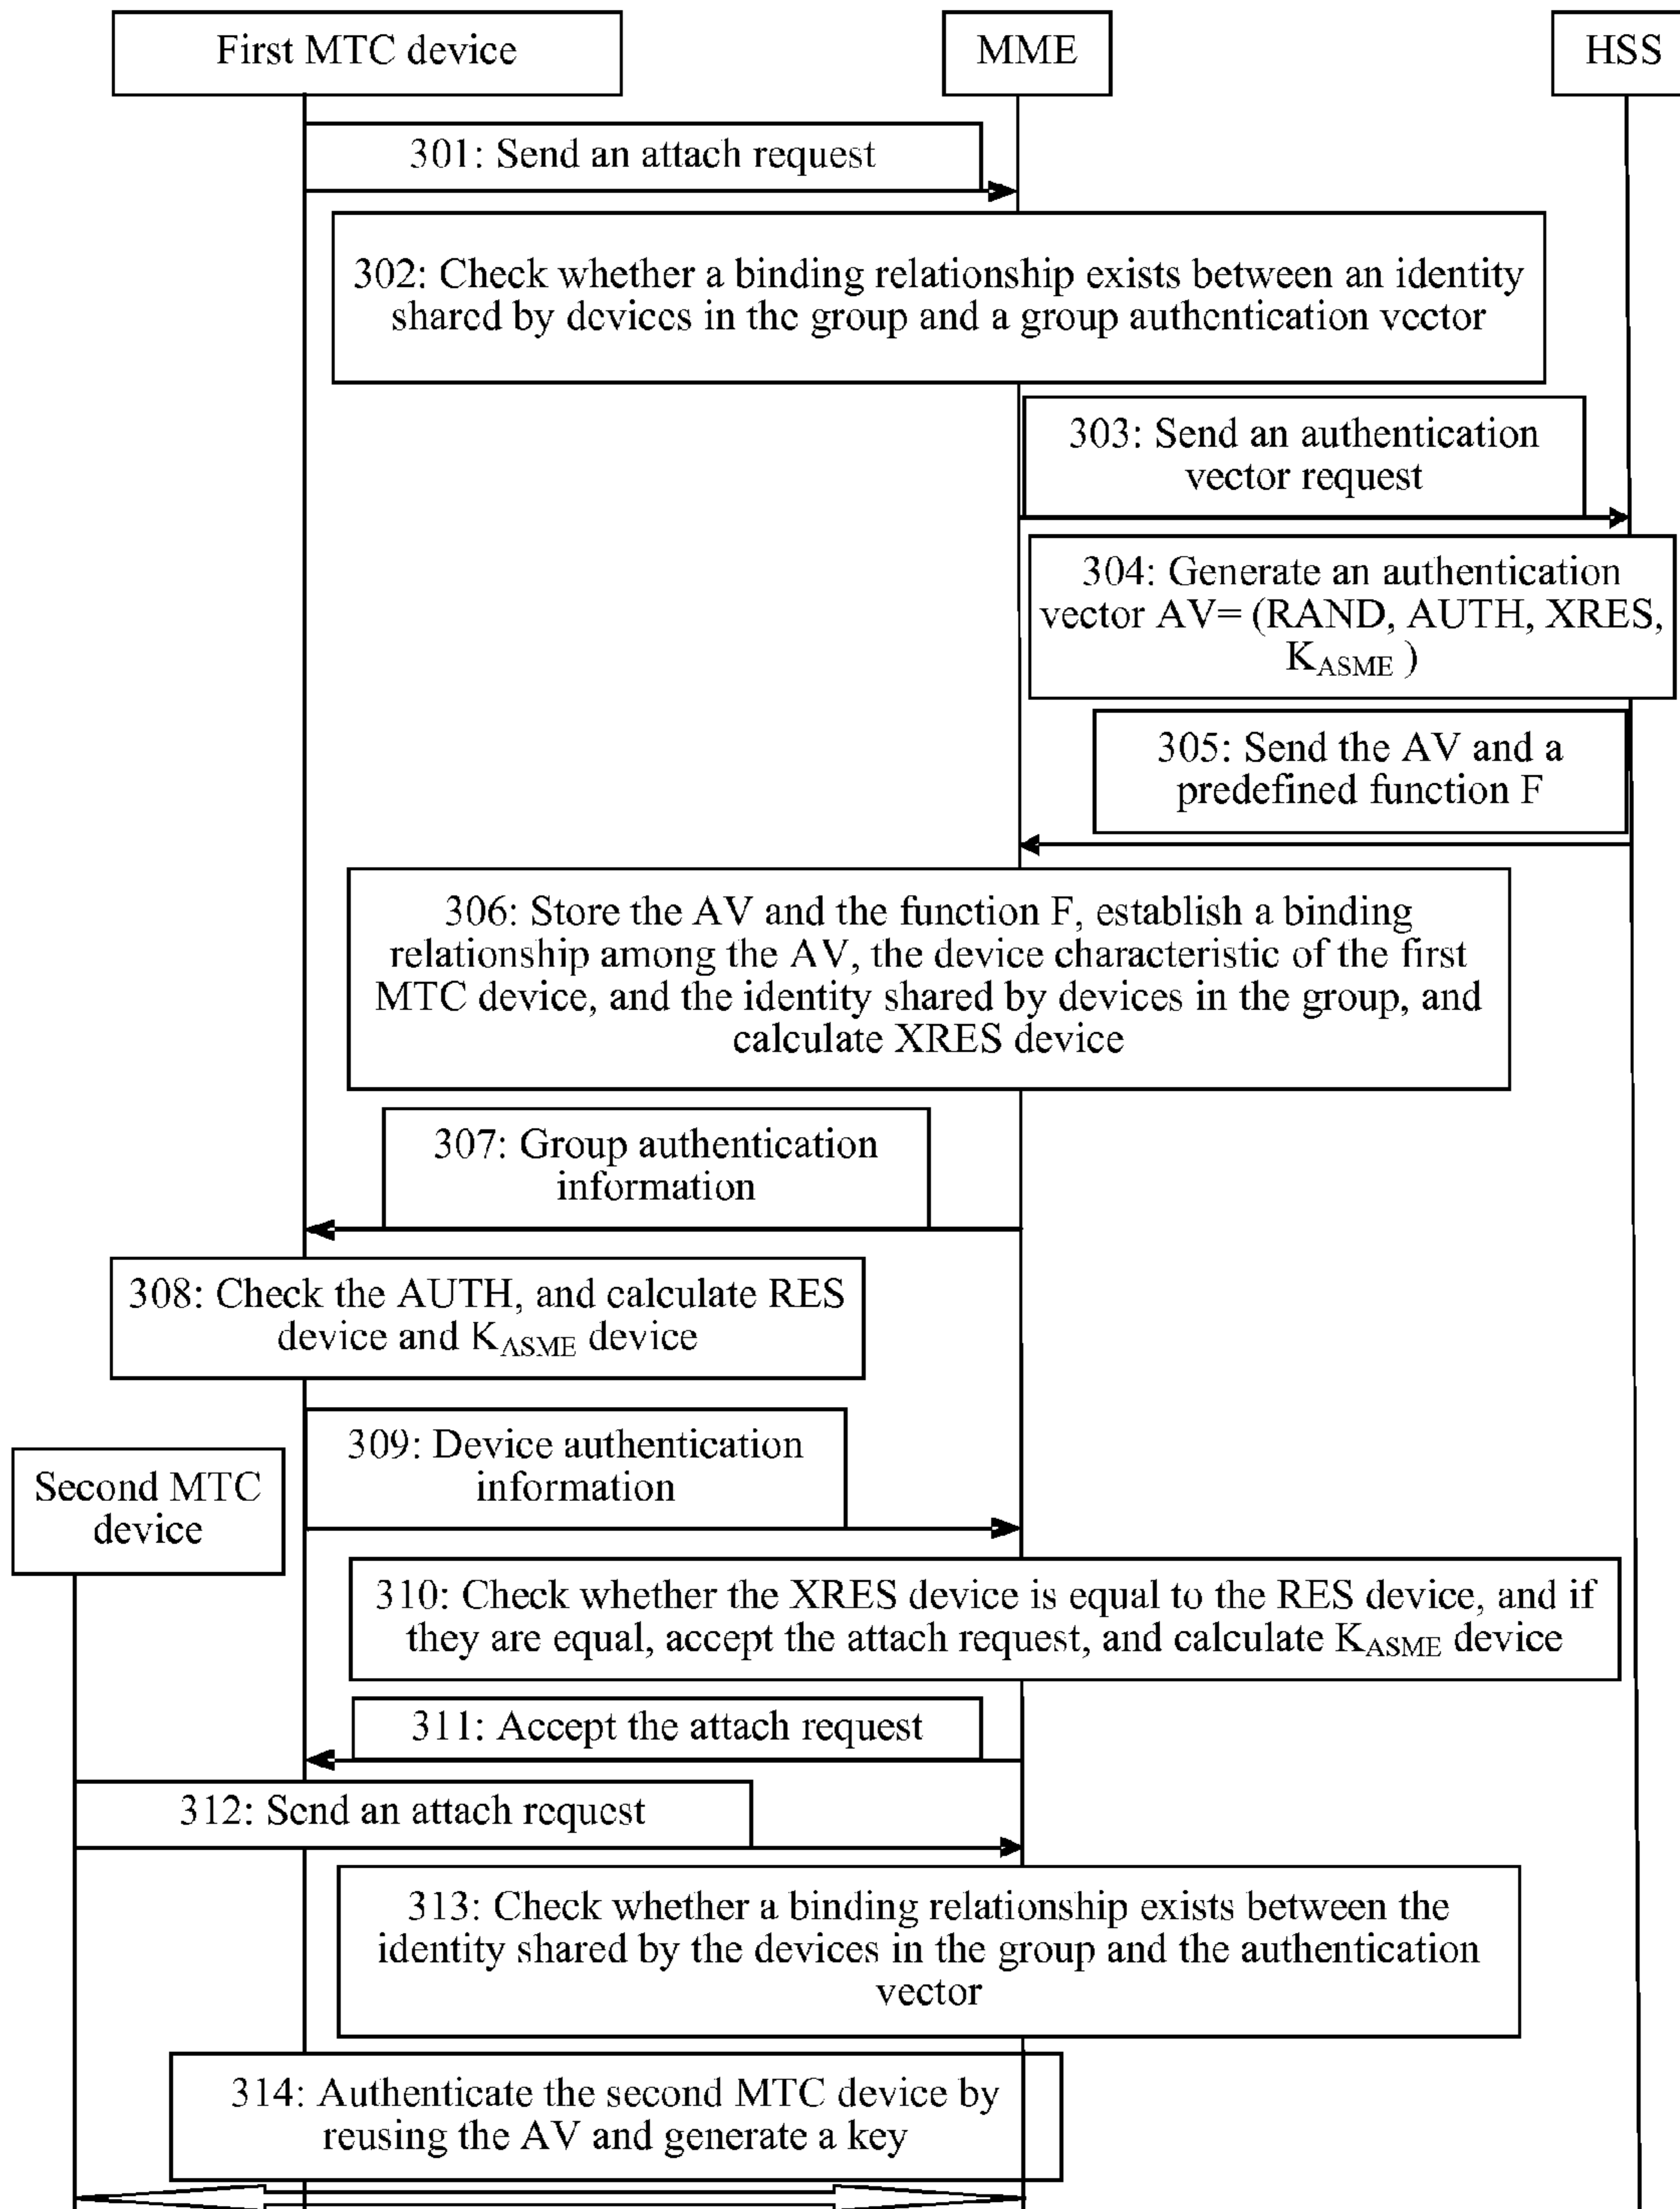 First MTC device
MME
HSS
301: Send an attach request
302: Check whether a binding relationship exists between an identity
shared by devices in the group and a group authentication vector
303: Send an authentication
vector request
304: Generate an authentication
vector AV= (RAND, AUTH, XRES,
K_ASME )
305: Send the AV and a
predefined function F
306: Store the AV and the function F, establish a binding
relationship among the AV, the device characteristic of the first
MTC device, and the identity shared by devices in the group, and
calculate XRES device
307: Group authentication
information
308: Check the AUTH, and calculate RES
device and K_ASME device
309: Device authentication
information
Second MTC
device
310: Check whether the XRES device is equal to the RES device, and if
they are equal, accept the attach request, and calculate K_ASME device
311: Accept the attach request
312: Send an attach request
313: Check whether a binding relationship exists between the
identity shared by the devices in the group and the authentication
vector
314: Authenticate the second MTC device by
reusing the AV and generate a key